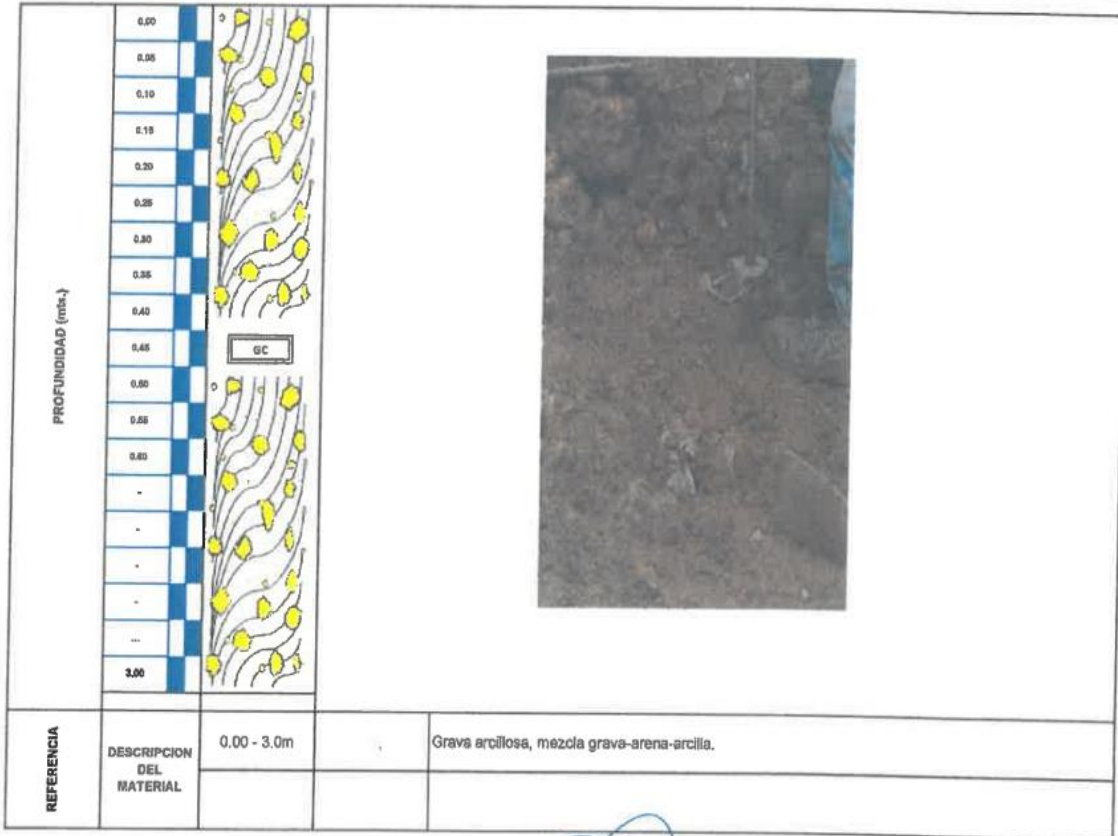 PROFUNDIDAD (mts.)
0.00
0.05
0.10
0.15
0.20
0.25
0.30
0.35
0.40
0.45
0.50
0.55
0.60
-
-
-
-
...
3.00
GC
REFERENCIA
DESCRIPCION
DEL
MATERIAL
0.00 - 3.0m
Grava arcillosa, mezcla grava-arena-arcilla.